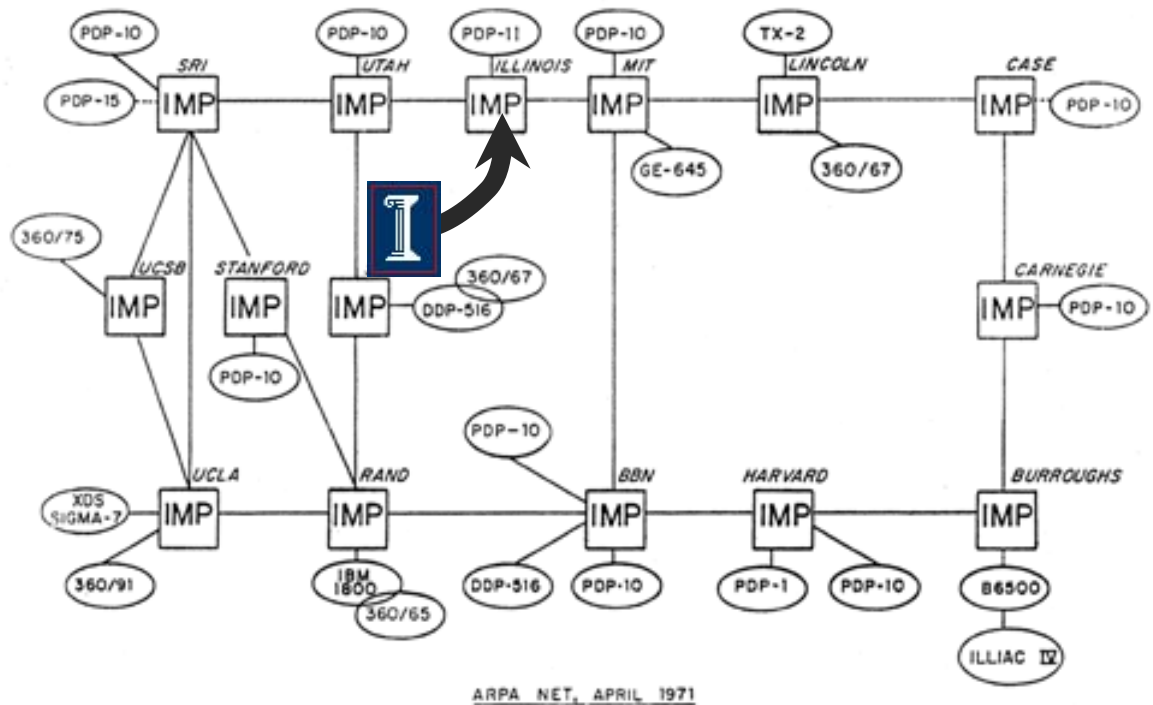 PDP-10
PDP-10
PDP-11
PDP-10
TX-2
SRI
UTAH
ILLINOIS
MIT
LINCOLN
CASE
PDP-15
IMP
IMP
IMP
IMP
IMP
IMP
PDP-10
GE-645
360/67
I
360/75
UCSB
STANFORD
360/67
CARNEGIE
IMP
IMP
IMP
DDP-516
IMP
PDP-10
PDP-10
PDP-10
UCLA
RAND
BBN
HARVARD
BURROUGHS
XDS
SIGMA-7
IMP
IMP
IMP
IMP
IMP
360/91
IBM
1800
360/65
DDP-516
PDP-10
PDP-1
PDP-10
B6500
ILLIAC IV
ARPA NET, APRIL 1971